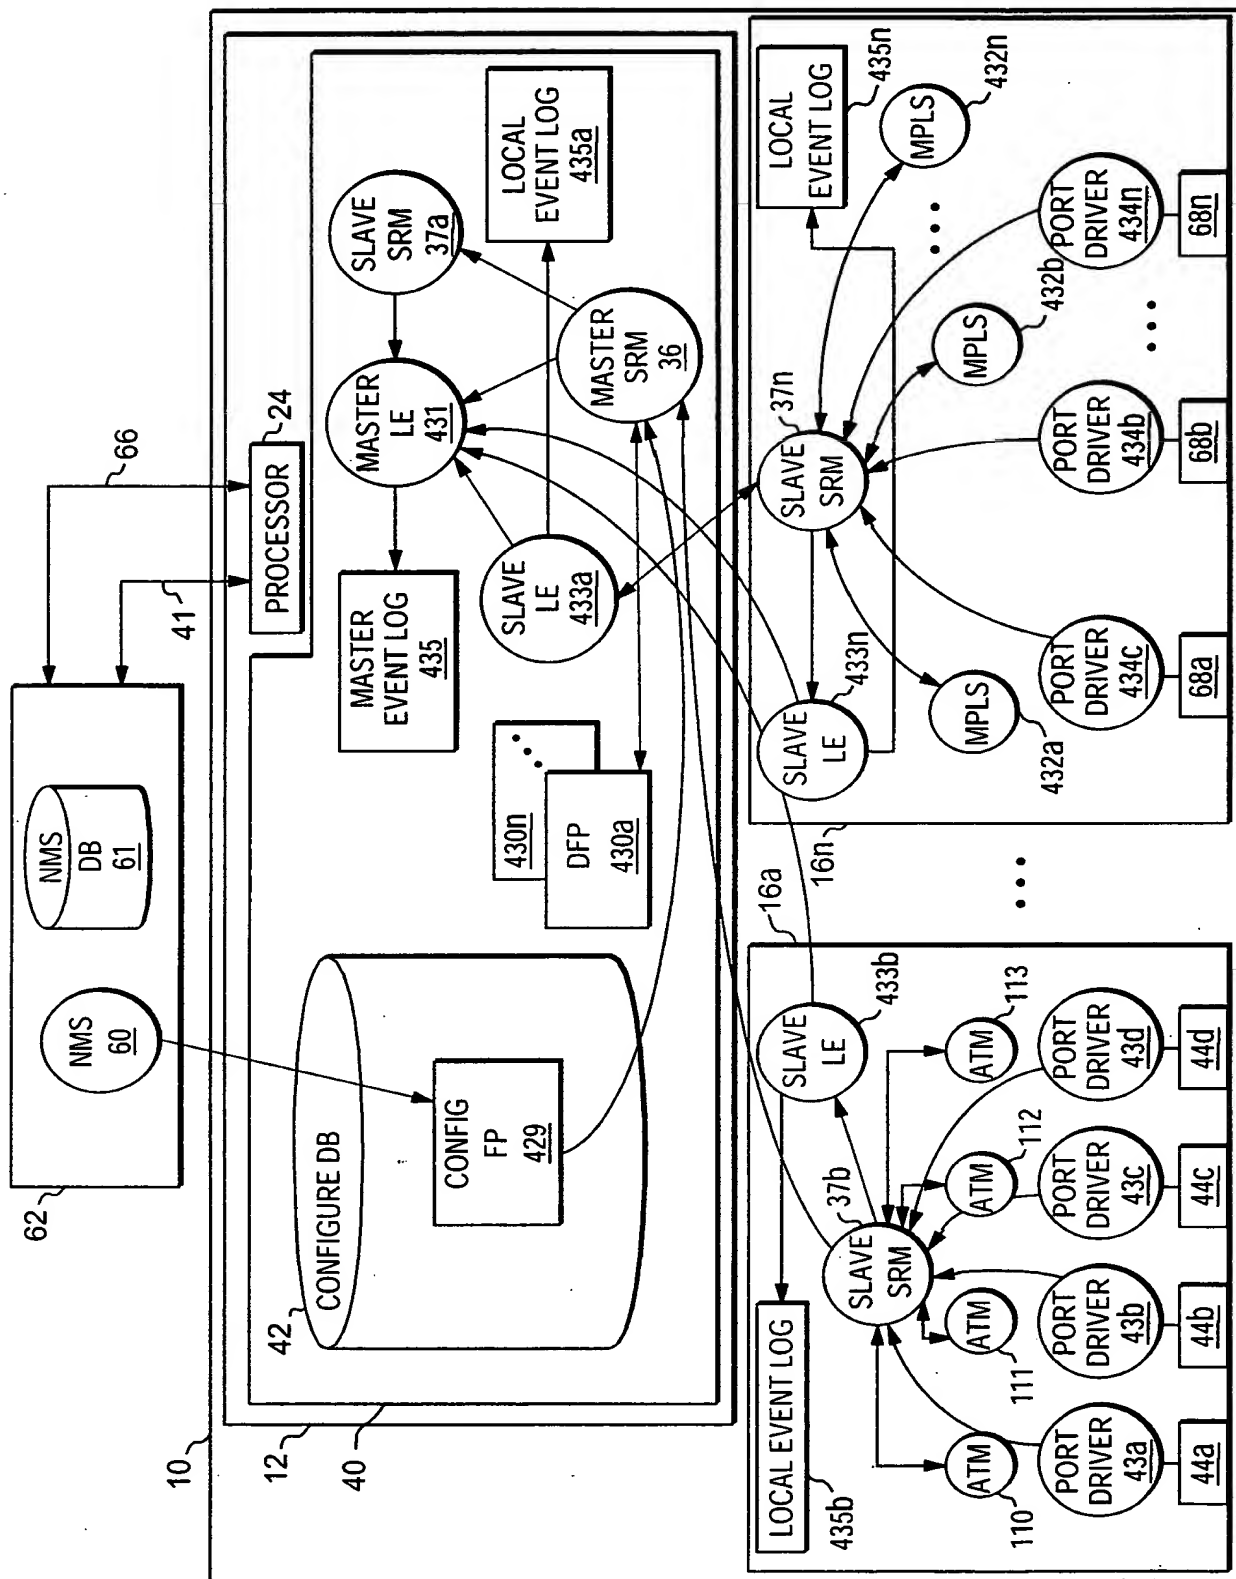 10
62
NMS
60
NMS
DB
61
41
66
12
40
42
CONFIGURE DB
CONFIG
FP
429
PROCESSOR
24
430n
DFP
430a
MASTER
EVENT LOG
435
MASTER
LE
431
SLAVE
SRM
37a
SLAVE
LE
433a
MASTER
SRM
36
LOCAL
EVENT LOG
435a
16a
LOCAL EVENT LOG
435b
SLAVE
SRM
37b
SLAVE
LE
433b
ATM
110
ATM
111
ATM
112
ATM
113
PORT
DRIVER
43a
PORT
DRIVER
43b
PORT
DRIVER
43c
PORT
DRIVER
43d
44a
44b
44c
44d
16n
SLAVE
LE
433n
SLAVE
SRM
37n
LOCAL
EVENT LOG
435n
MPLS
432a
MPLS
432b
MPLS
432n
PORT
DRIVER
434c
PORT
DRIVER
434b
PORT
DRIVER
434n
68a
68b
68n